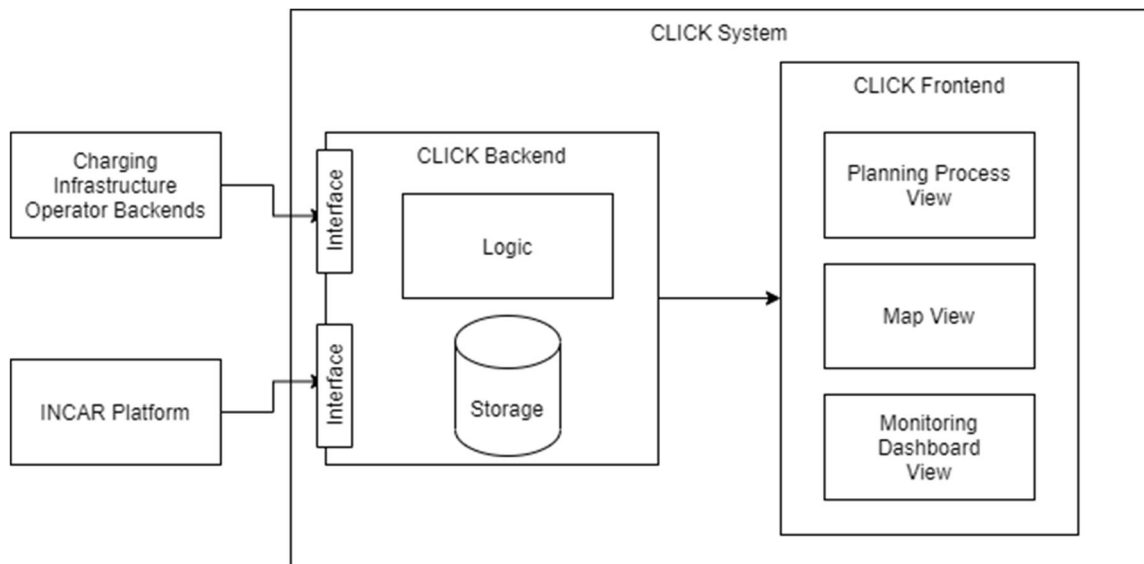 CLICK System
CLICK Frontend
Charging
Infrastructure
Operator Backends
Interface
CLICK Backend
Logic
Planning Process
View
Map View
INCAR Platform
Interface
Storage
Monitoring
Dashboard
View